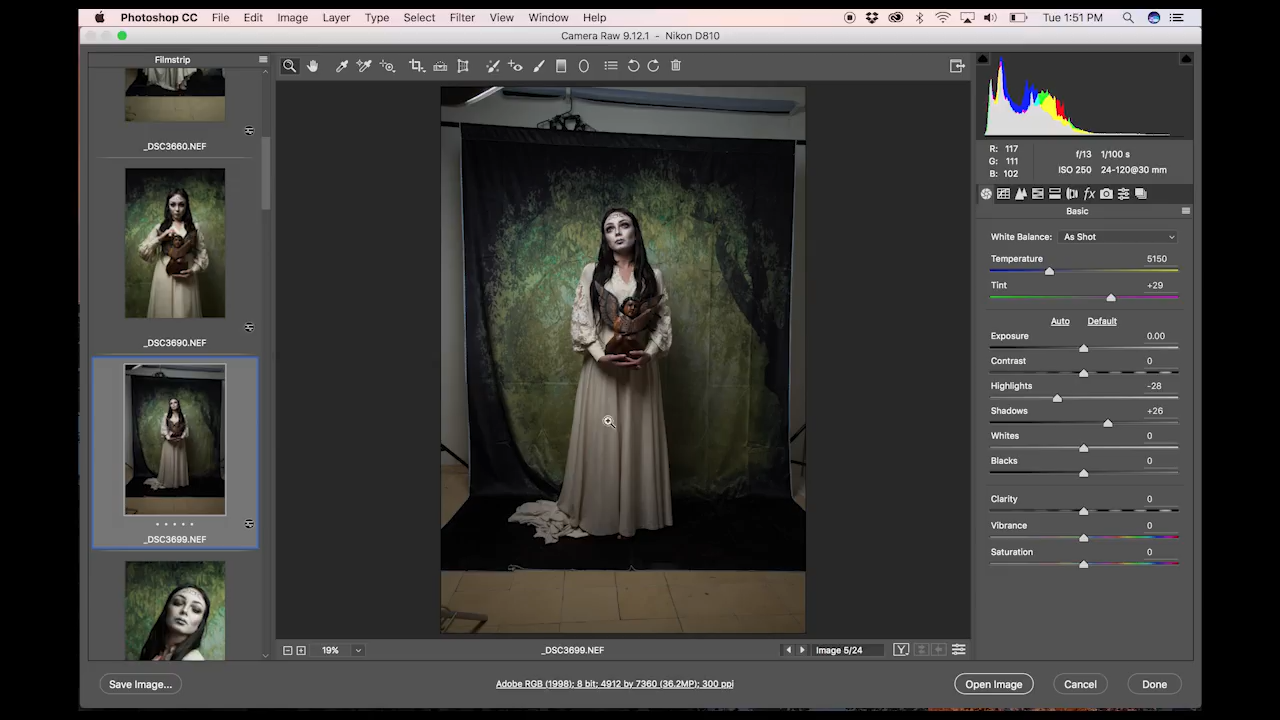 Photoshop CC File Edit Image Layer Type Select Filter View Window Help Tue 1:51 PM
Camera Raw 9.12.1 - Nikon D810
Filmstrip
_DSC3660.NEF
_DSC3690.NEF
_DSC3699.NEF
R: 117
G: 111
B: 102
f/13 1/100 s
ISO 250 24-120@30 mm
Basic
White Balance: As Shot
Temperature 5150
Tint +29
Auto Default
Exposure 0.00
Contrast 0
Highlights -28
Shadows +26
Whites 0
Blacks 0
Clarity 0
Vibrance 0
Saturation 0
19% _DSC3699.NEF Image 5/24 Y
Save Image... Adobe RGB (1998); 8 bit; 4912 by 7360 (36.2MP); 300 ppi Open Image Cancel Done